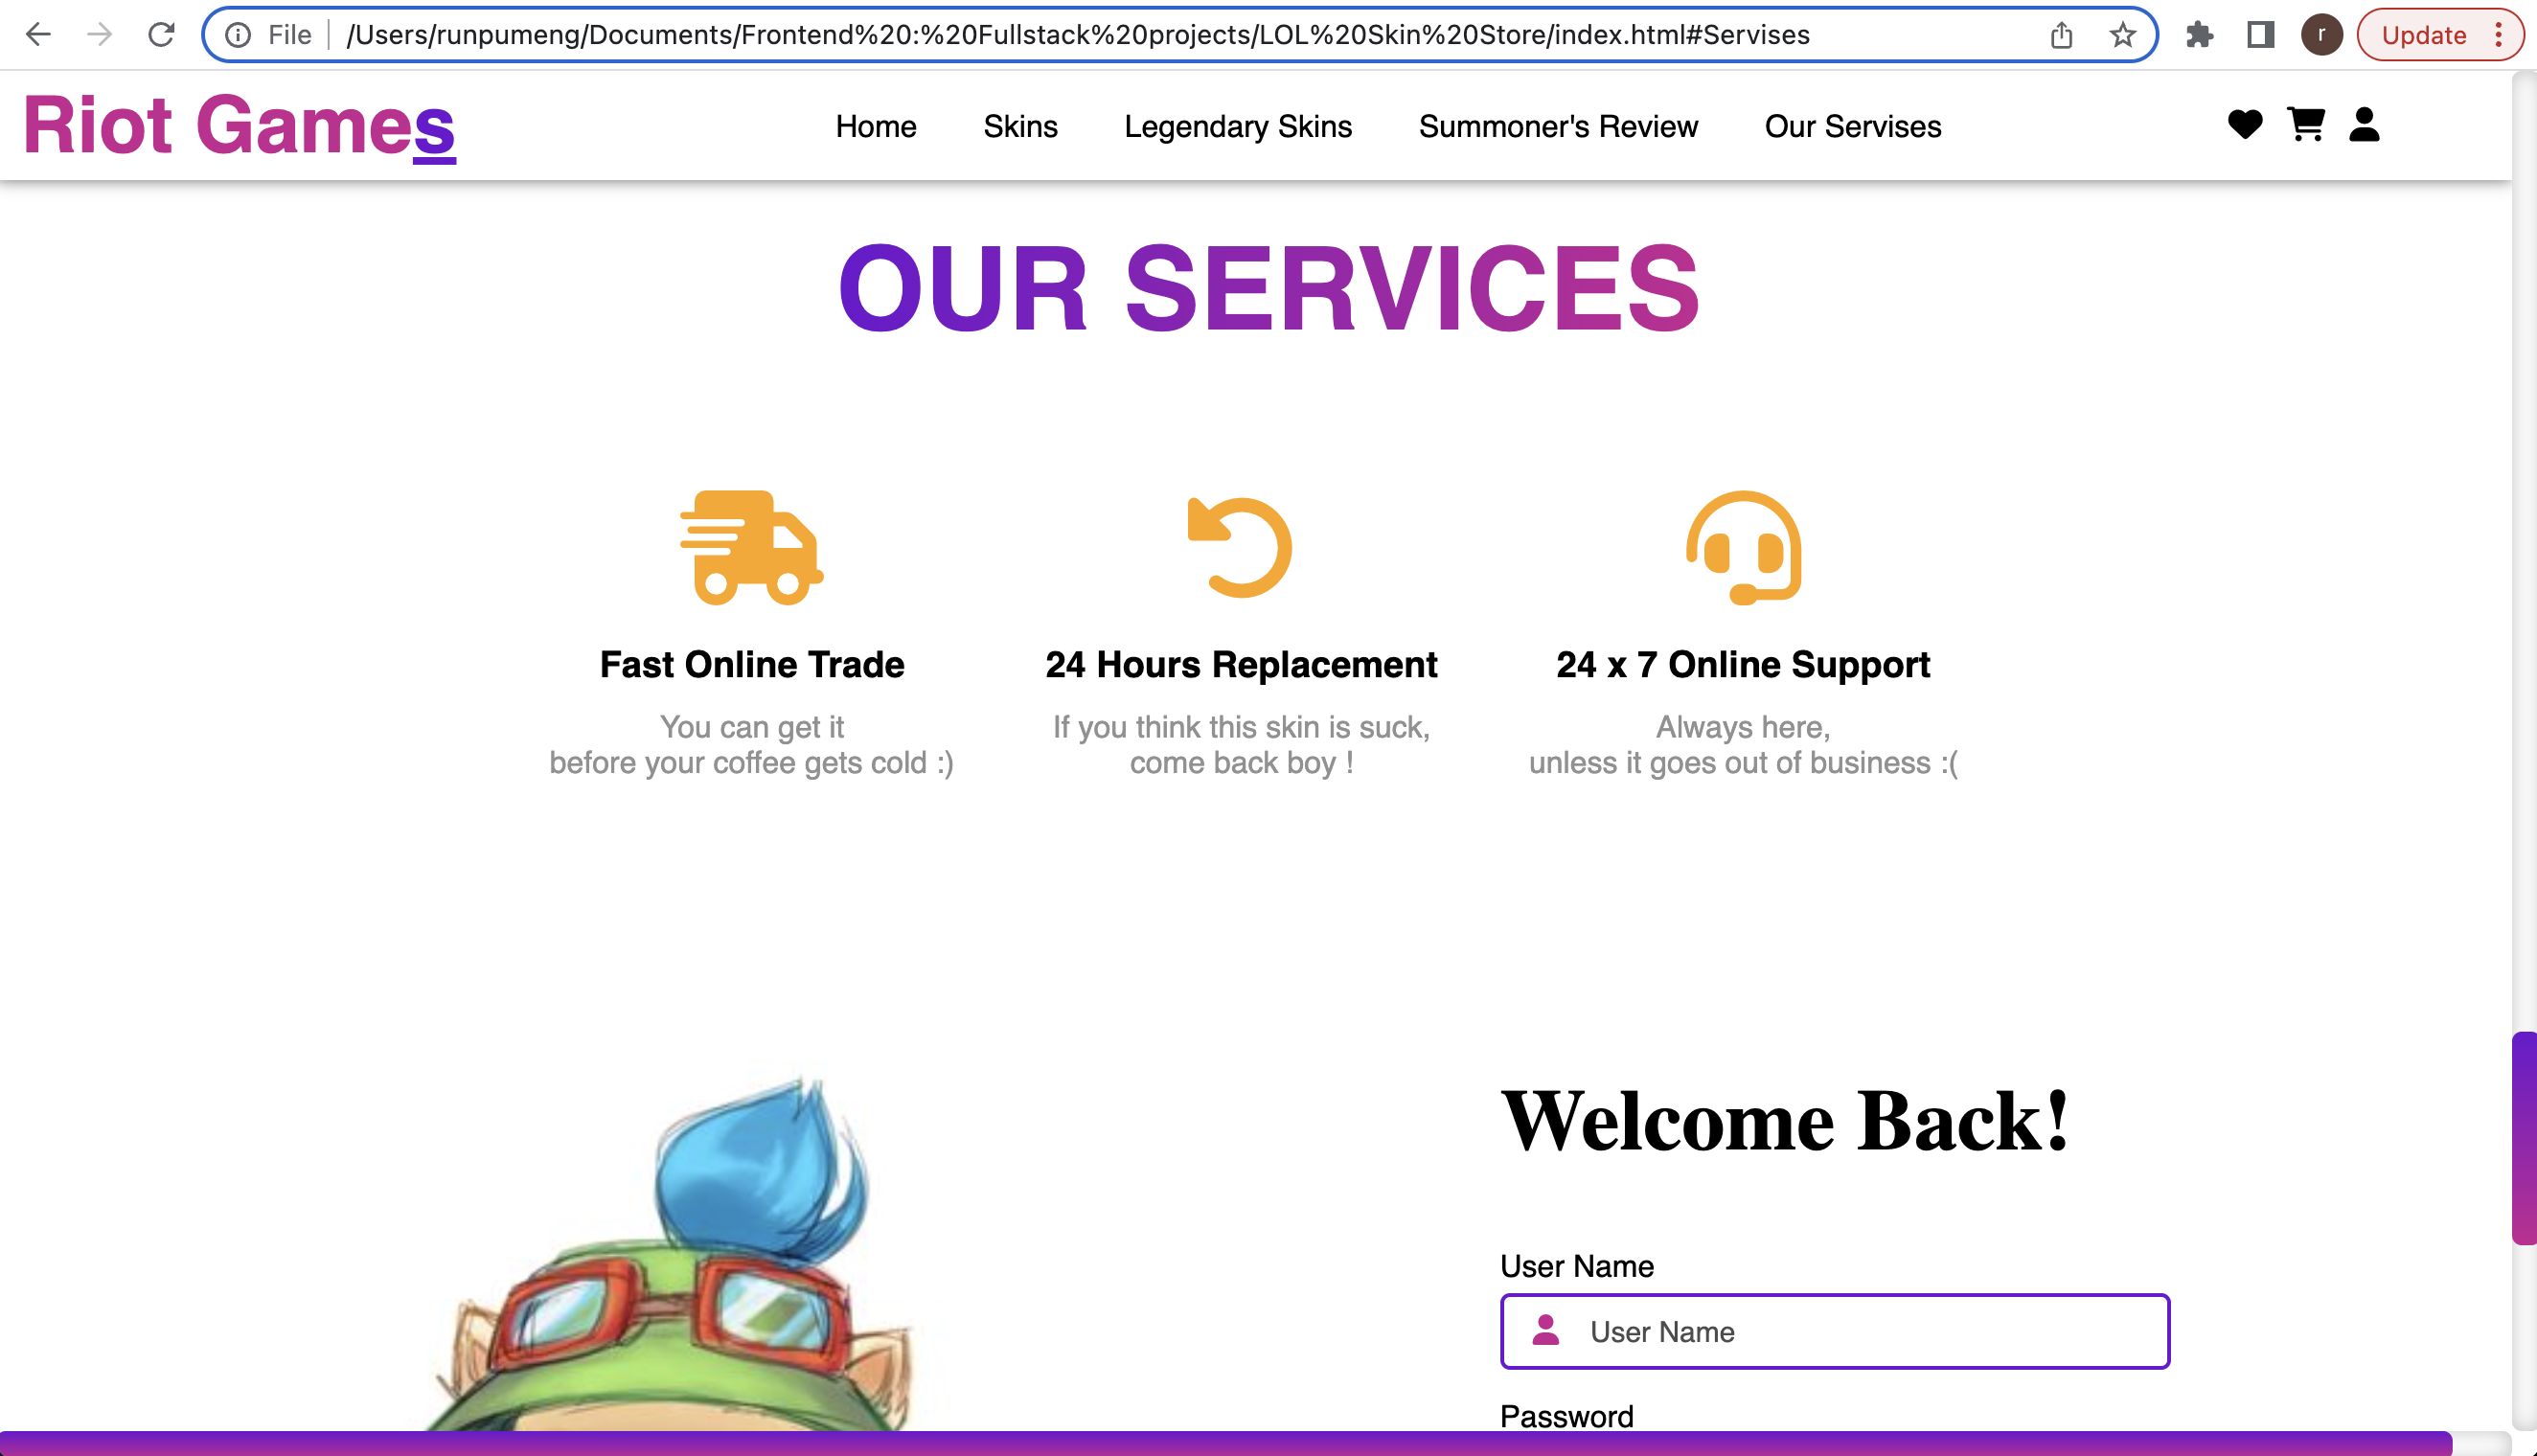 File /Users/runpumeng/Documents/Frontend%20:%20Fullstack%20projects/LOL%20Skin%20Store/index.html#Servises
r
Update
Riot Games
Home Skins Legendary Skins Summoner's Review Our Servises
OUR SERVICES
Fast Online Trade
You can get it
before your coffee gets cold :)
24 Hours Replacement
If you think this skin is suck,
come back boy !
24 x 7 Online Support
Always here,
unless it goes out of business :(
Welcome Back!
User Name
User Name
Password